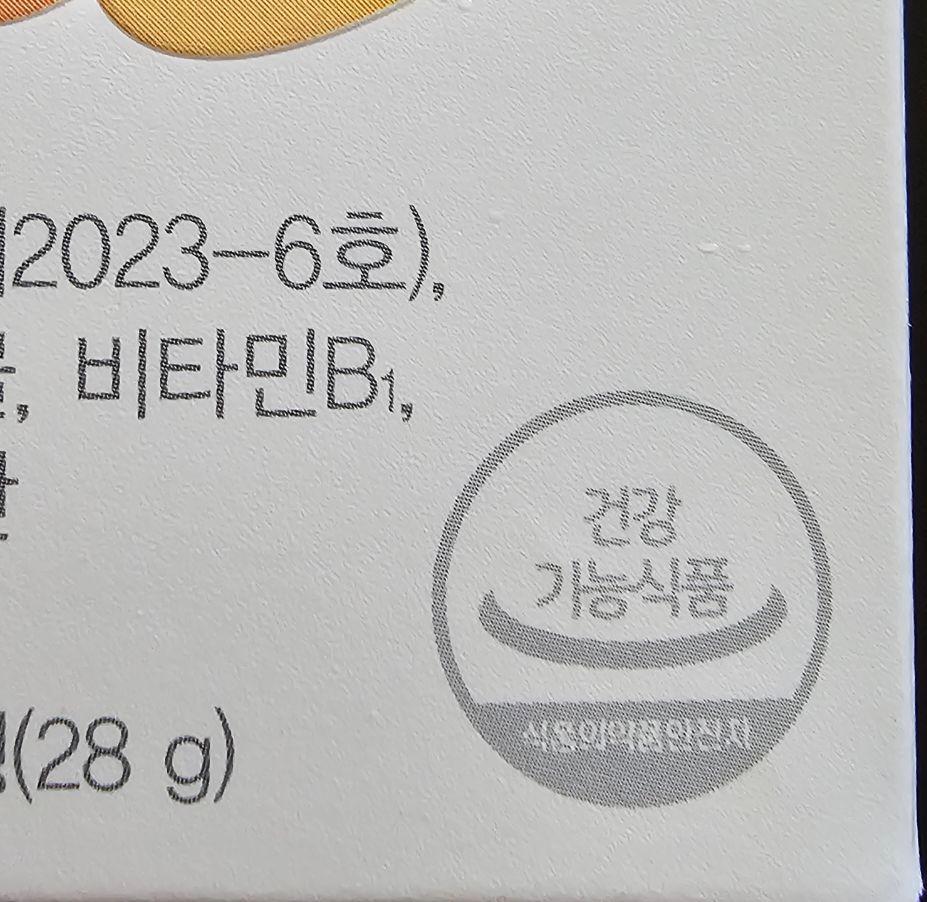 2023–6호),
, 비타민B₁,
건강
기능식품
식품의약품안전처
(28 g)